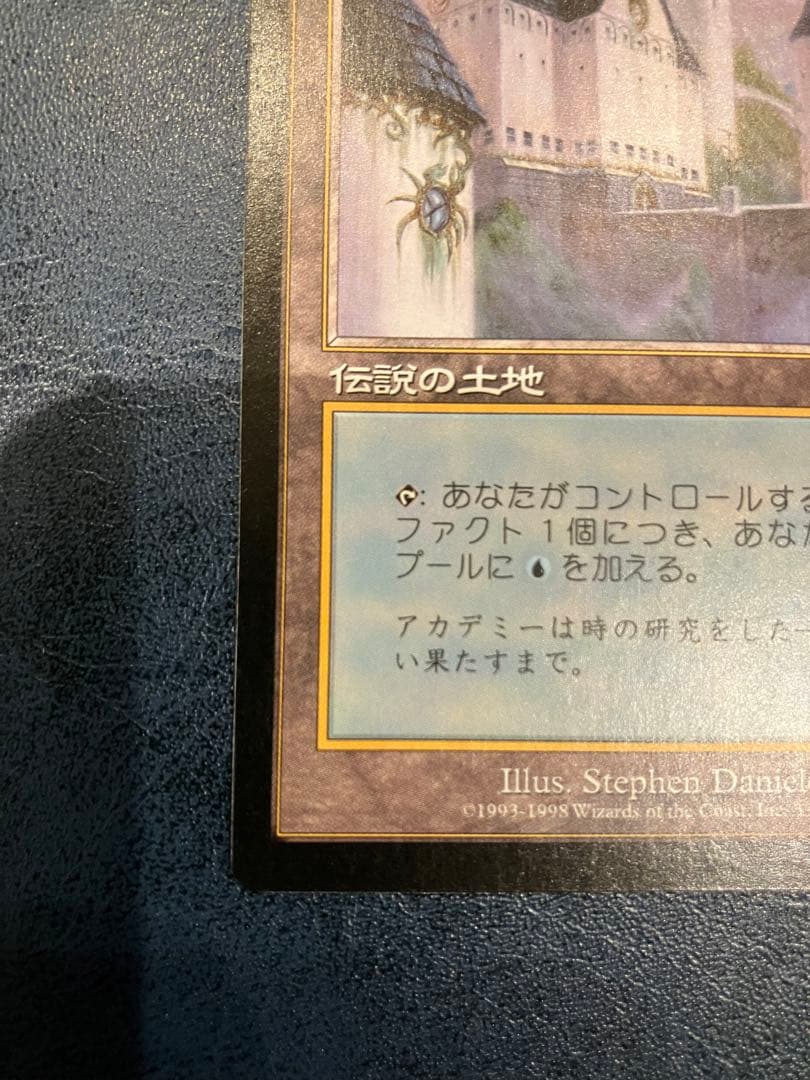 伝説の土地
: あなたがコントロールする
ファクト 1個につき、あなた
プールに を加える。
アカデミーは時の研究をした
い果たすまで。
Illus. Stephen Daniele
©1993-1998 Wizards of the Coast, Inc.